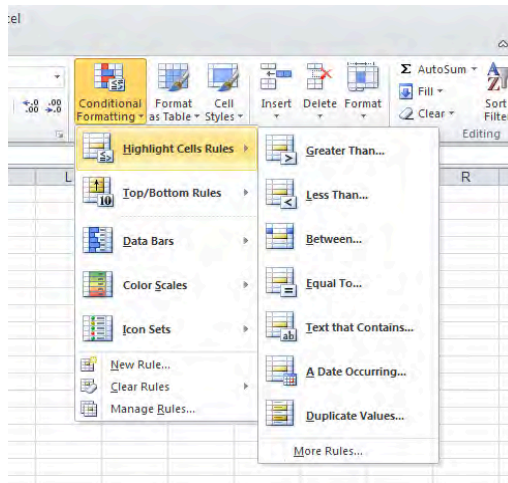 cel
Conditional Formatting
Format as Table
Cell Styles
Insert
Delete
Format
Σ AutoSum
Fill
Clear
Sort
Filte
Editing
L
R
Highlight Cells Rules
Top/Bottom Rules
10
Data Bars
Color Scales
Icon Sets
New Rule...
Clear Rules
Manage Rules...
Greater Than...
Less Than...
Between...
Equal To...
Text that Contains...
A Date Occurring...
Duplicate Values...
More Rules...